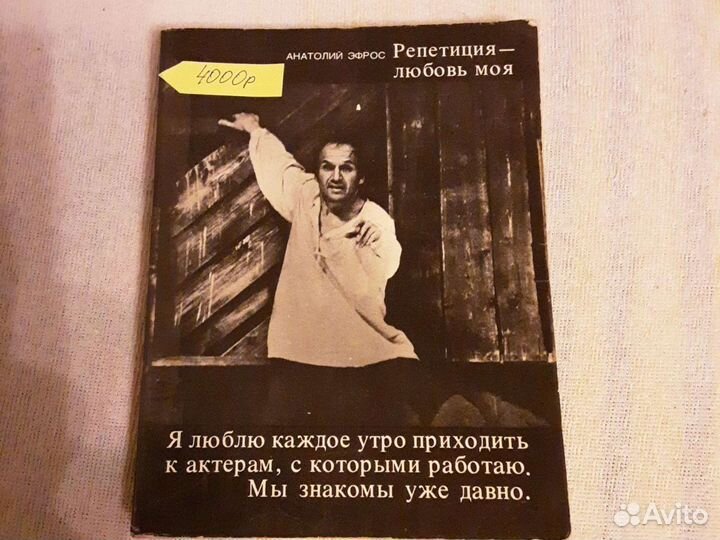 АНАТОЛИЙ ЭФРОС Репетиция —
любовь моя
4000р
Я люблю каждое утро приходить
к актерам, с которыми работаю.
Мы знакомы уже давно.
Avito